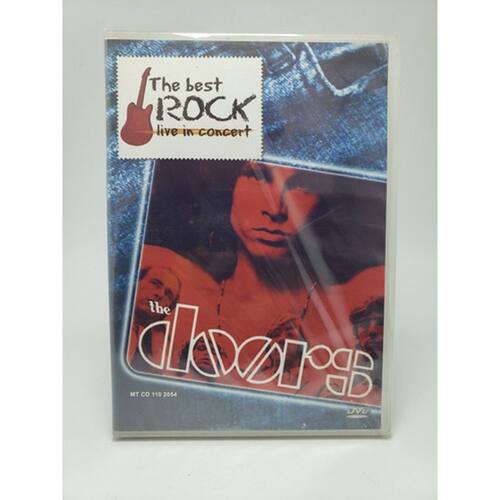 The best
ROCK
live in concert
the
doors
MT CO 110 2054
DVD